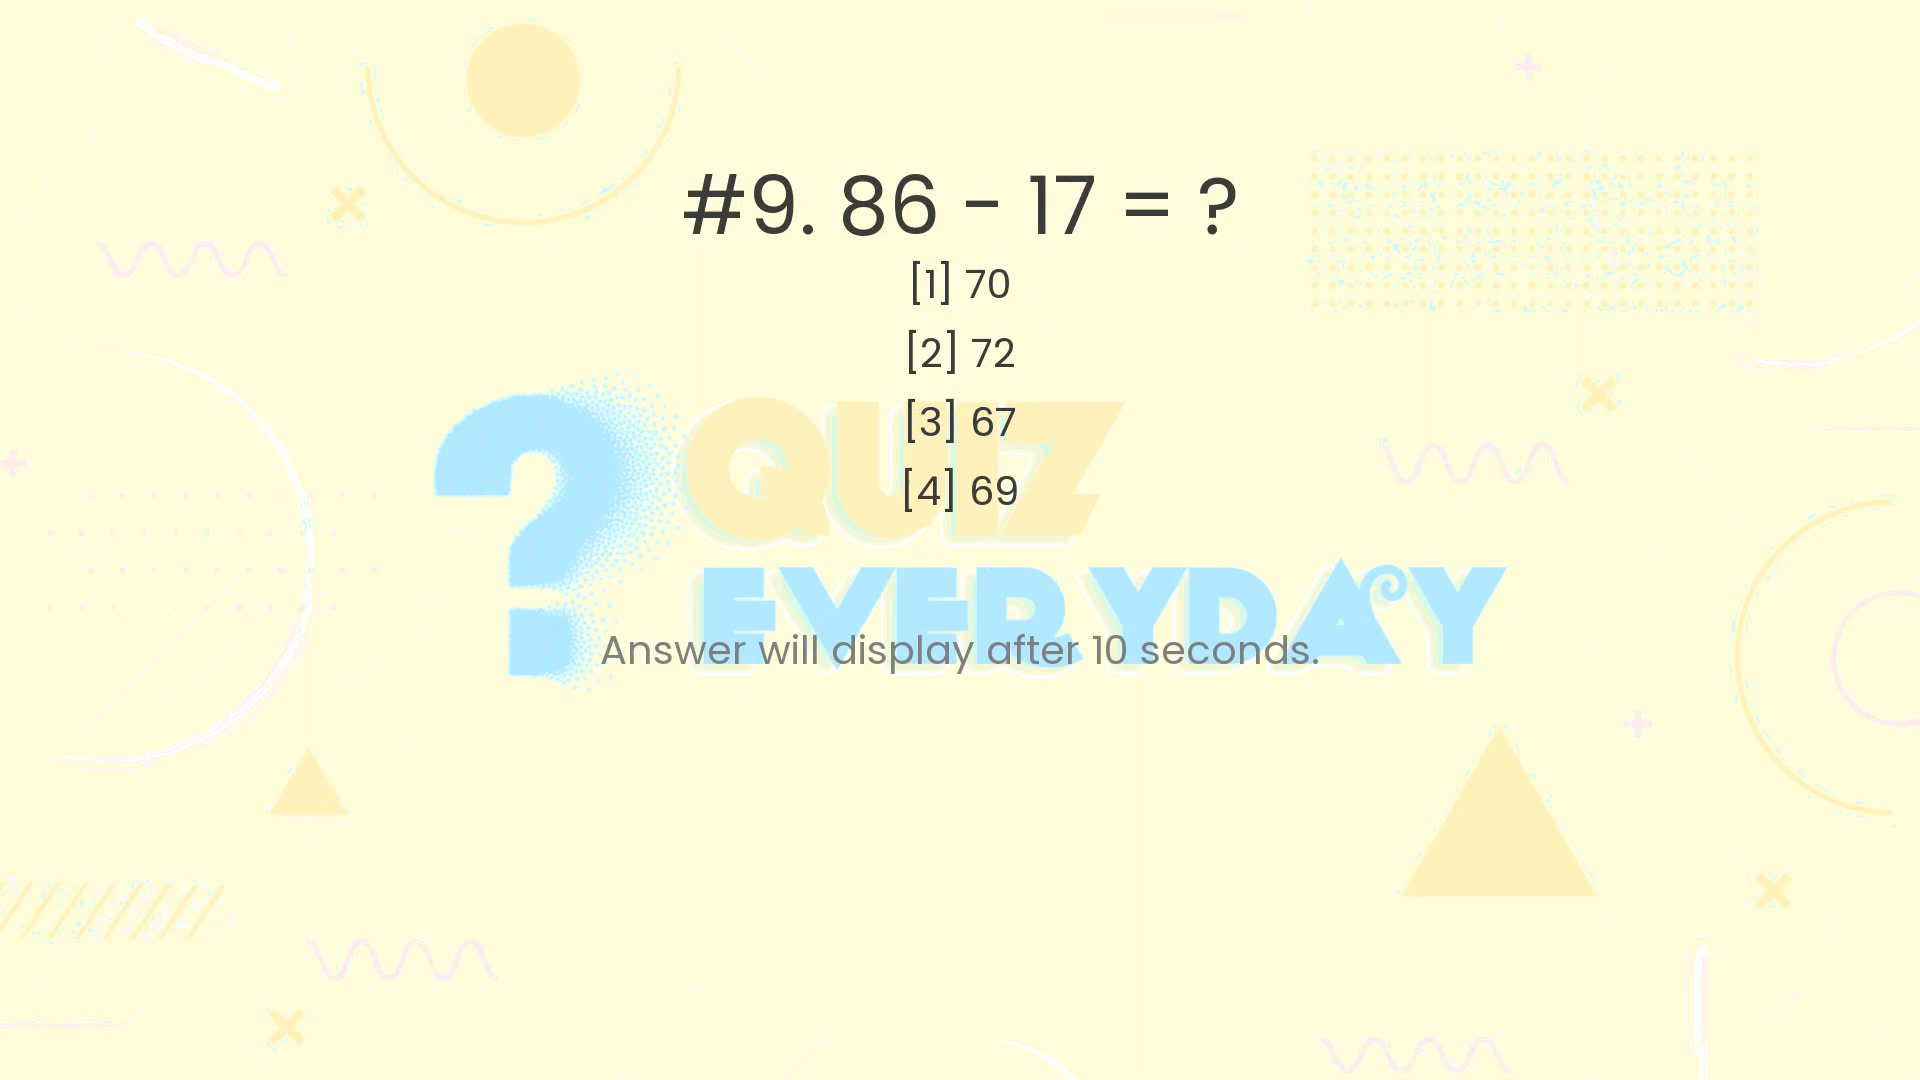 #9. 86 - 17 = ?
[1] 70
[2] 72
[3] 67
[4] 69
? QUIZ
EVERYDAY
Answer will display after 10 seconds.